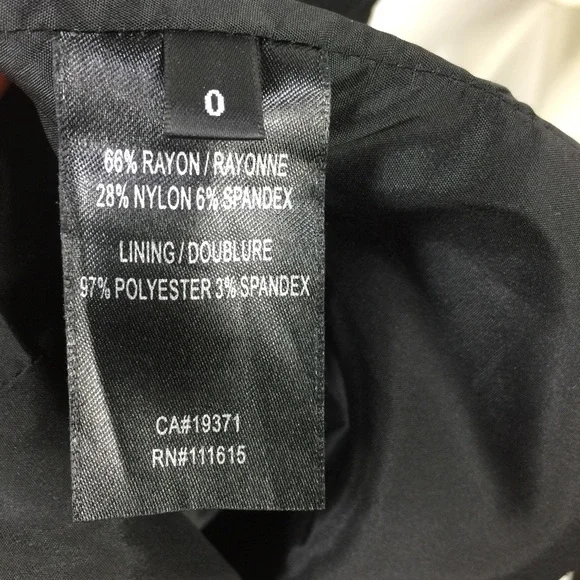 0
66% RAYON / RAYONNE
28% NYLON 6% SPANDEX
LINING / DOUBLURE
97% POLYESTER 3% SPANDEX
CA#19371
RN#111615